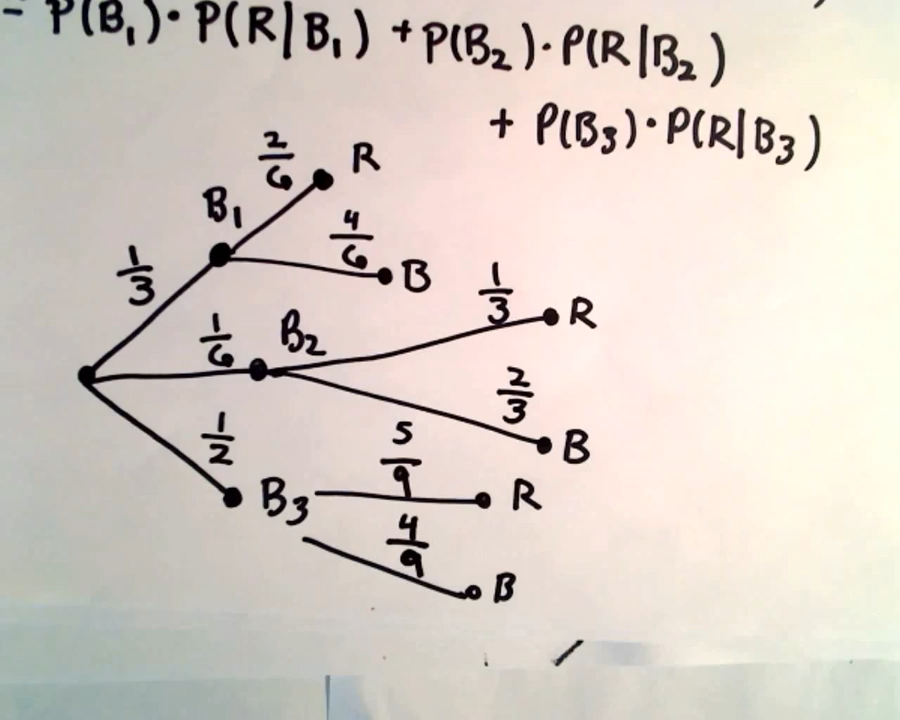 = P(B₁)·P(R|B₁) + P(B₂)·P(R|B₂)
+ P(B₃)·P(R|B₃)
2/6 R
B₁
4/6 B
1/3
1/3 R
1/6 B₂
2/3 B
1/2
5/9
B₃ R
4/9
B